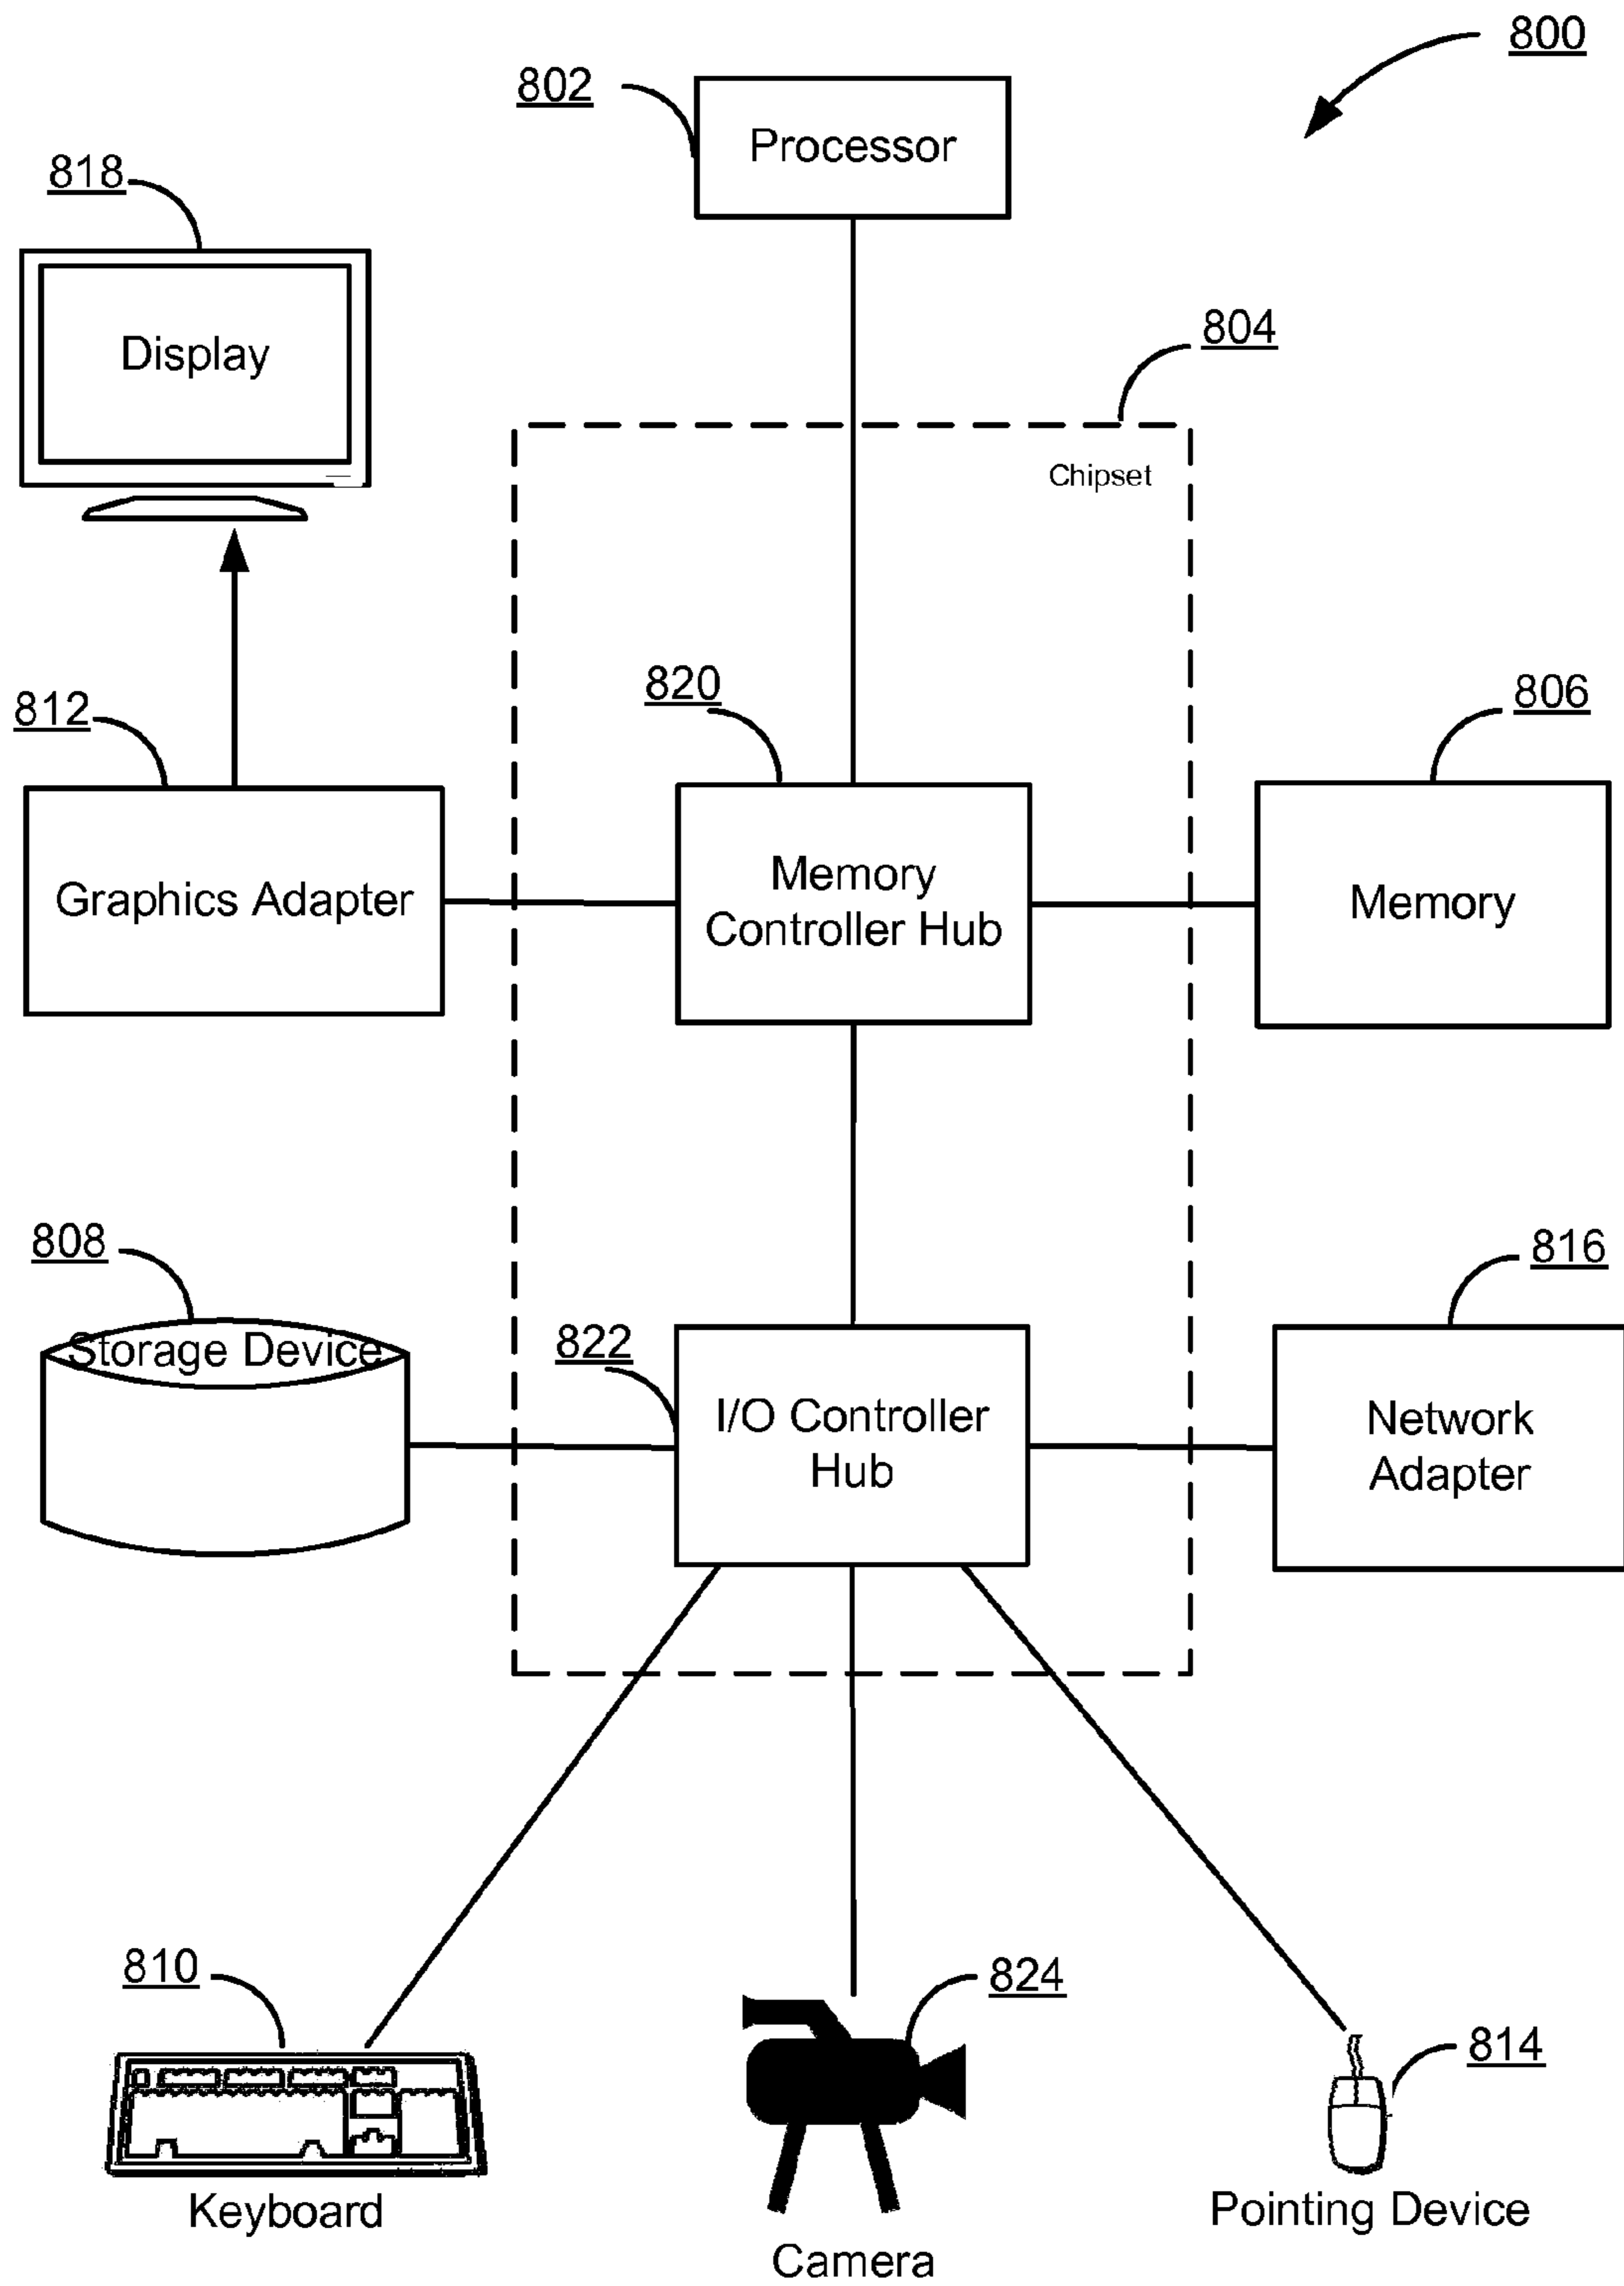 800
802
Processor
818
Display
804
Chipset
812
820
806
Graphics Adapter
Memory
Controller Hub
Memory
808
Storage Device
822
I/O Controller
Hub
816
Network
Adapter
810
824
814
Keyboard
Camera
Pointing Device